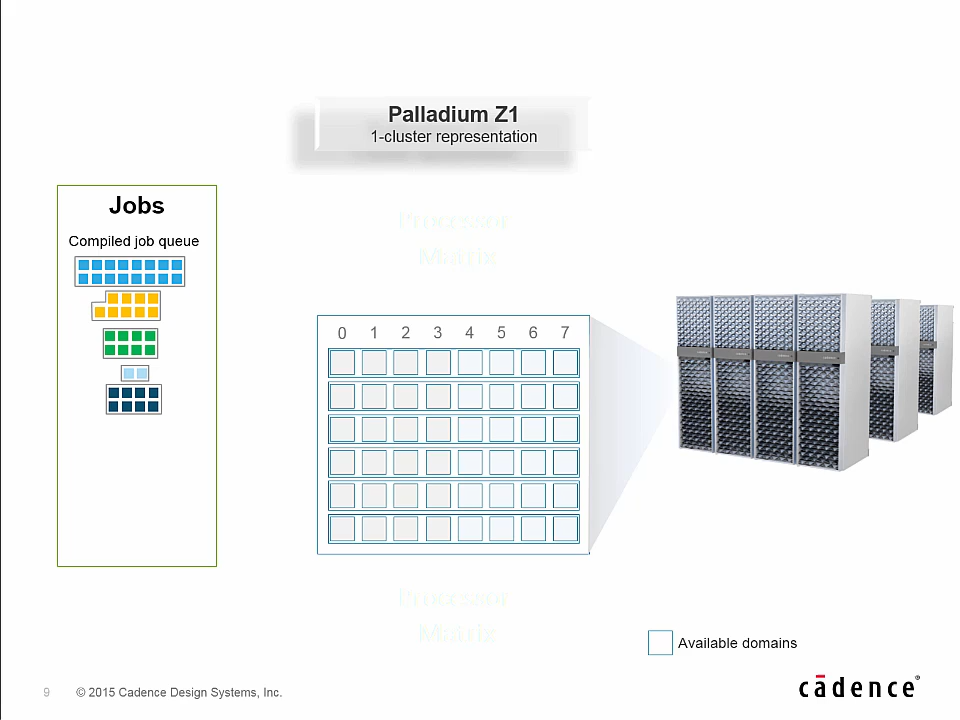 Palladium Z1
1-cluster representation
Jobs
Compiled job queue
Processor
Matrix
0 1 2 3 4 5 6 7
Processor
Matrix
Available domains
9 © 2015 Cadence Design Systems, Inc.
cādence®